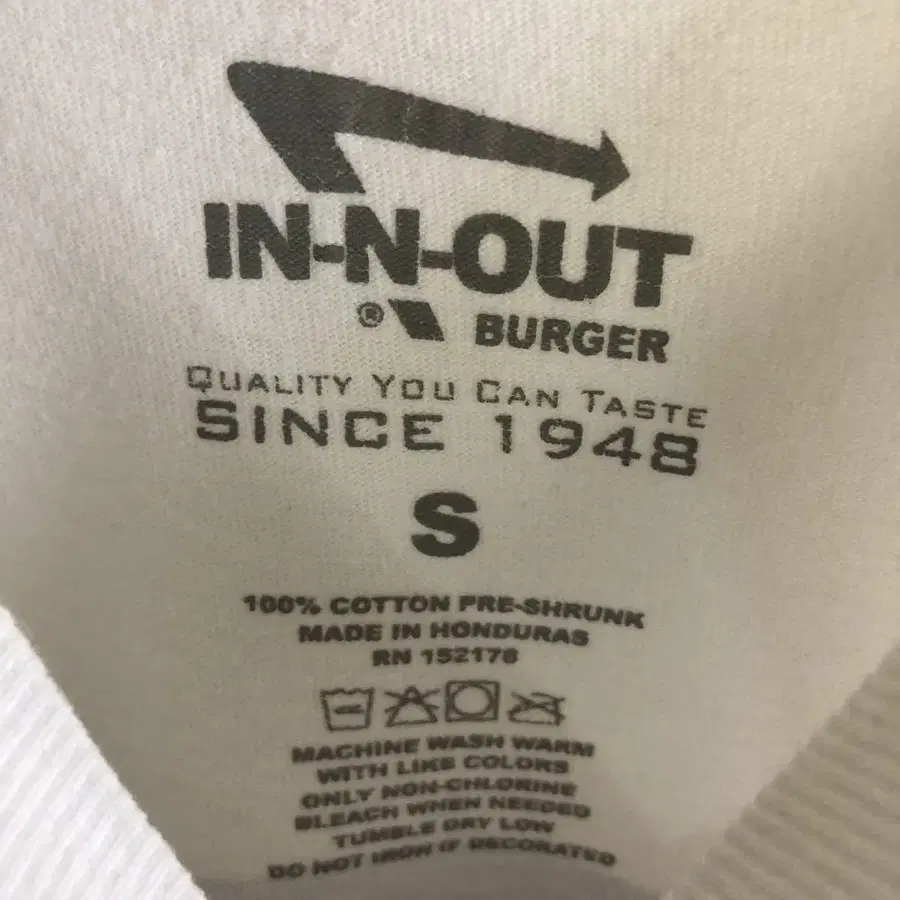 IN-N-OUT
® BURGER
QUALITY YOU CAN TASTE
SINCE 1948
S
100% COTTON PRE-SHRUNK
MADE IN HONDURAS
RN 152176
MACHINE WASH WARM
WITH LIKE COLORS
ONLY NON-CHLORINE
BLEACH WHEN NEEDED
TUMBLE DRY LOW
DO NOT IRON IF DECORATED